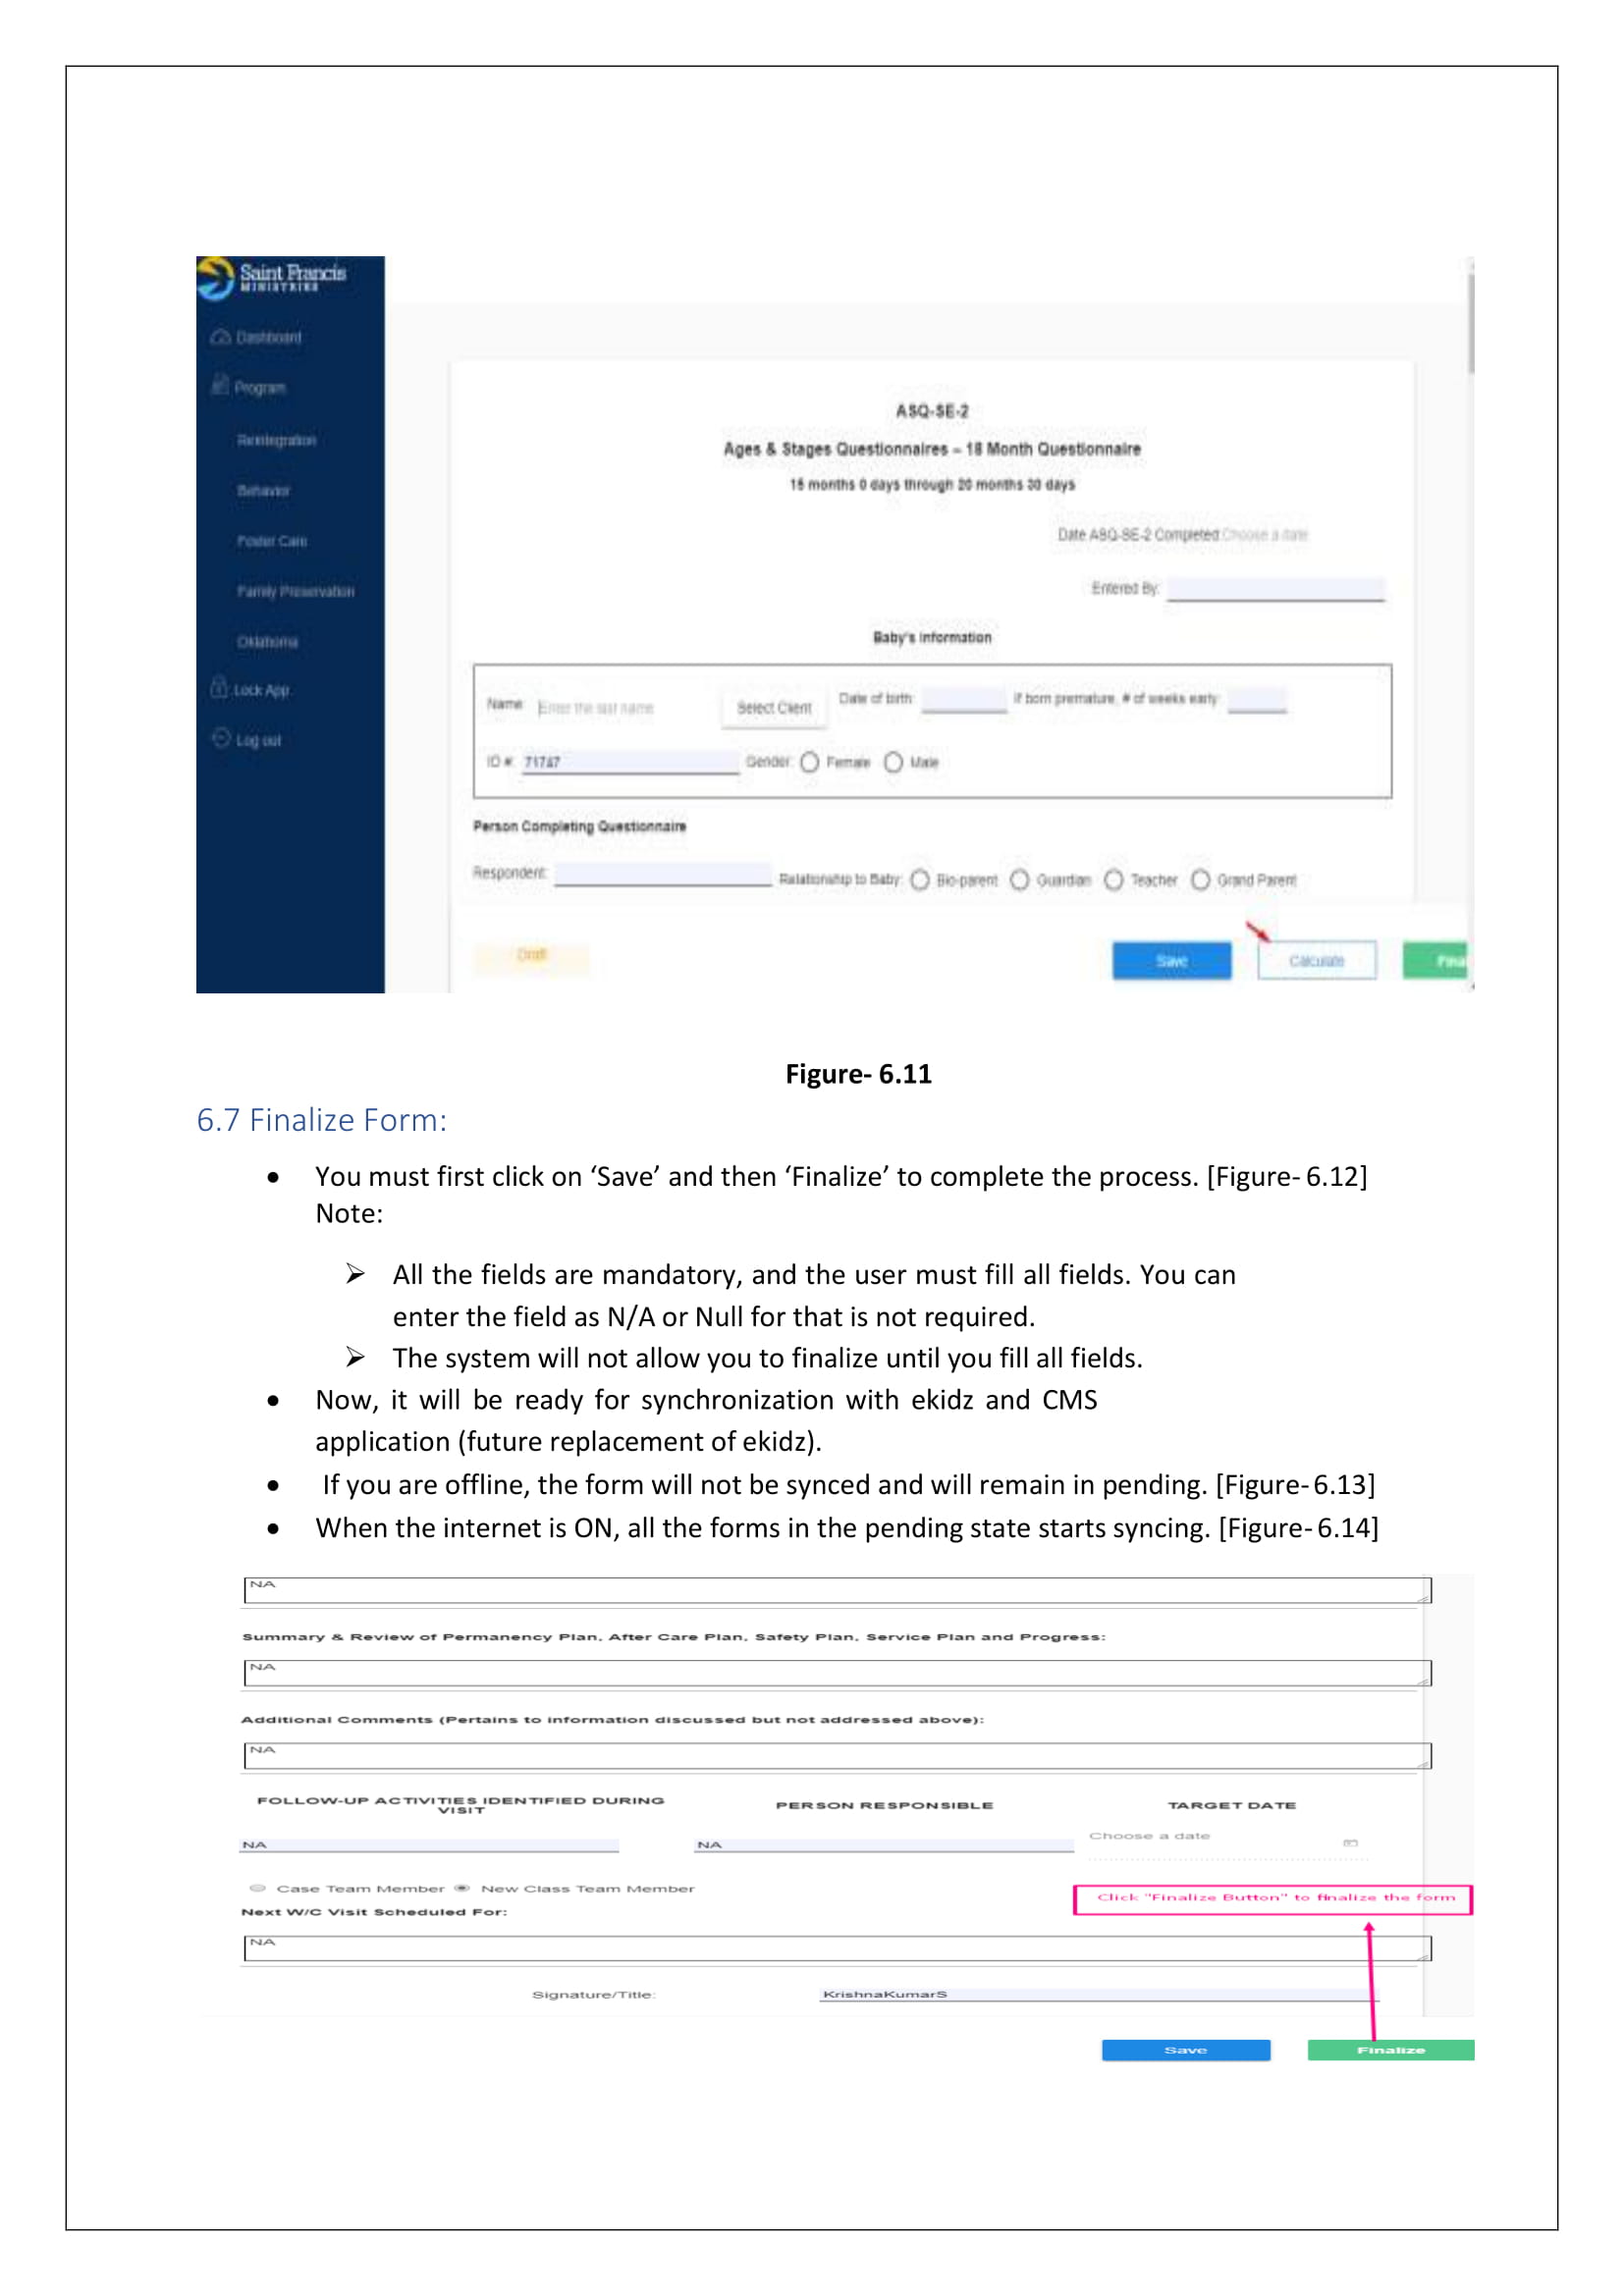 Saint Francis
MINISTRIES
Dashboard
Program
Reintegration
Behavior
Foster Care
Family Preservation
Oklahoma
Lock App
Log out
ASQ-SE-2
Ages & Stages Questionnaires – 18 Month Questionnaire
15 months 0 days through 20 months 30 days
Date ASQ-SE-2 Completed: Choose a date
Entered By:
Baby's Information
Name: Enter the last name Select Client Date of birth: If born premature, # of weeks early:
ID #: 71747 Gender: Female Male
Person Completing Questionnaire
Respondent: Relationship to Baby: Bio-parent Guardian Teacher Grand Parent
Draft Save Calculate Fina
Figure- 6.11
6.7 Finalize Form:
• You must first click on ‘Save’ and then ‘Finalize’ to complete the process. [Figure- 6.12]
Note:
➢ All the fields are mandatory, and the user must fill all fields. You can
enter the field as N/A or Null for that is not required.
➢ The system will not allow you to finalize until you fill all fields.
• Now, it will be ready for synchronization with ekidz and CMS
application (future replacement of ekidz).
• If you are offline, the form will not be synced and will remain in pending. [Figure- 6.13]
• When the internet is ON, all the forms in the pending state starts syncing. [Figure- 6.14]
NA
Summary & Review of Permanency Plan, After Care Plan, Safety Plan, Service Plan and Progress:
NA
Additional Comments (Pertains to information discussed but not addressed above):
NA
FOLLOW-UP ACTIVITIES IDENTIFIED DURING
VISIT
PERSON RESPONSIBLE
TARGET DATE
NA NA Choose a date
Case Team Member New Class Team Member
Click "Finalize Button" to finalize the form
Next W/C Visit Scheduled For:
NA
Signature/Title: KrishnaKumarS
Save Finalize